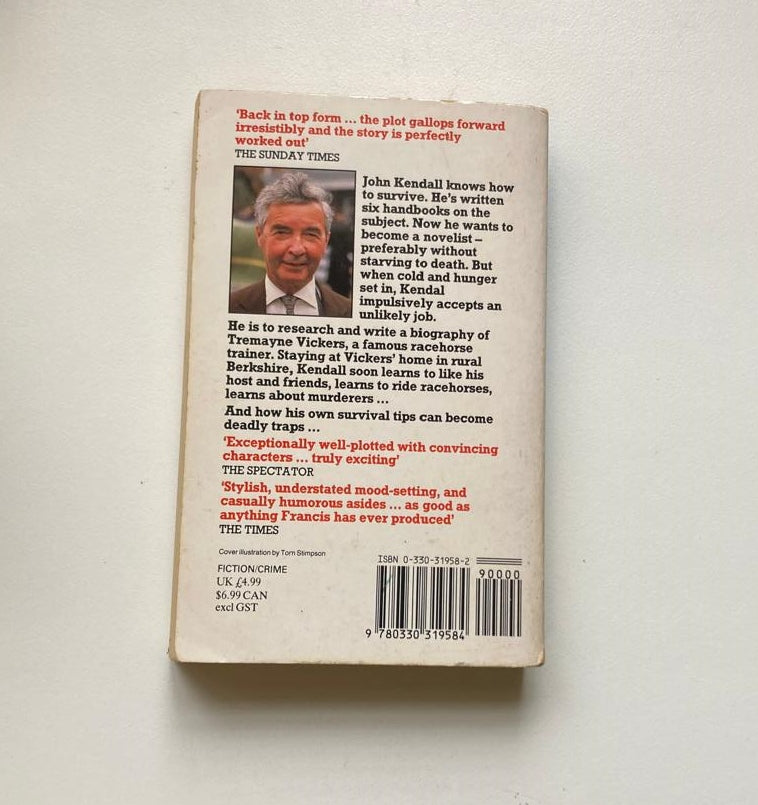 ‘Back in top form ... the plot gallops forward
irresistibly and the story is perfectly
worked out’
THE SUNDAY TIMES
John Kendall knows how
to survive. He's written
six handbooks on the
subject. Now he wants to
become a novelist –
preferably without
starving to death. But
when cold and hunger
set in, Kendal
impulsively accepts an
unlikely job.
He is to research and write a biography of
Tremayne Vickers, a famous racehorse
trainer. Staying at Vickers' home in rural
Berkshire, Kendall soon learns to like his
host and friends, learns to ride racehorses,
learns about murderers ...
And how his own survival tips can become
deadly traps ...
‘Exceptionally well-plotted with convincing
characters ... truly exciting’
THE SPECTATOR
‘Stylish, understated mood-setting, and
casually humorous asides ... as good as
anything Francis has ever produced’
THE TIMES
Cover illustration by Tom Stimpson
FICTION/CRIME
UK £4.99
$6.99 CAN
excl GST
ISBN 0-330-31958-2
90000
9 780330 319584